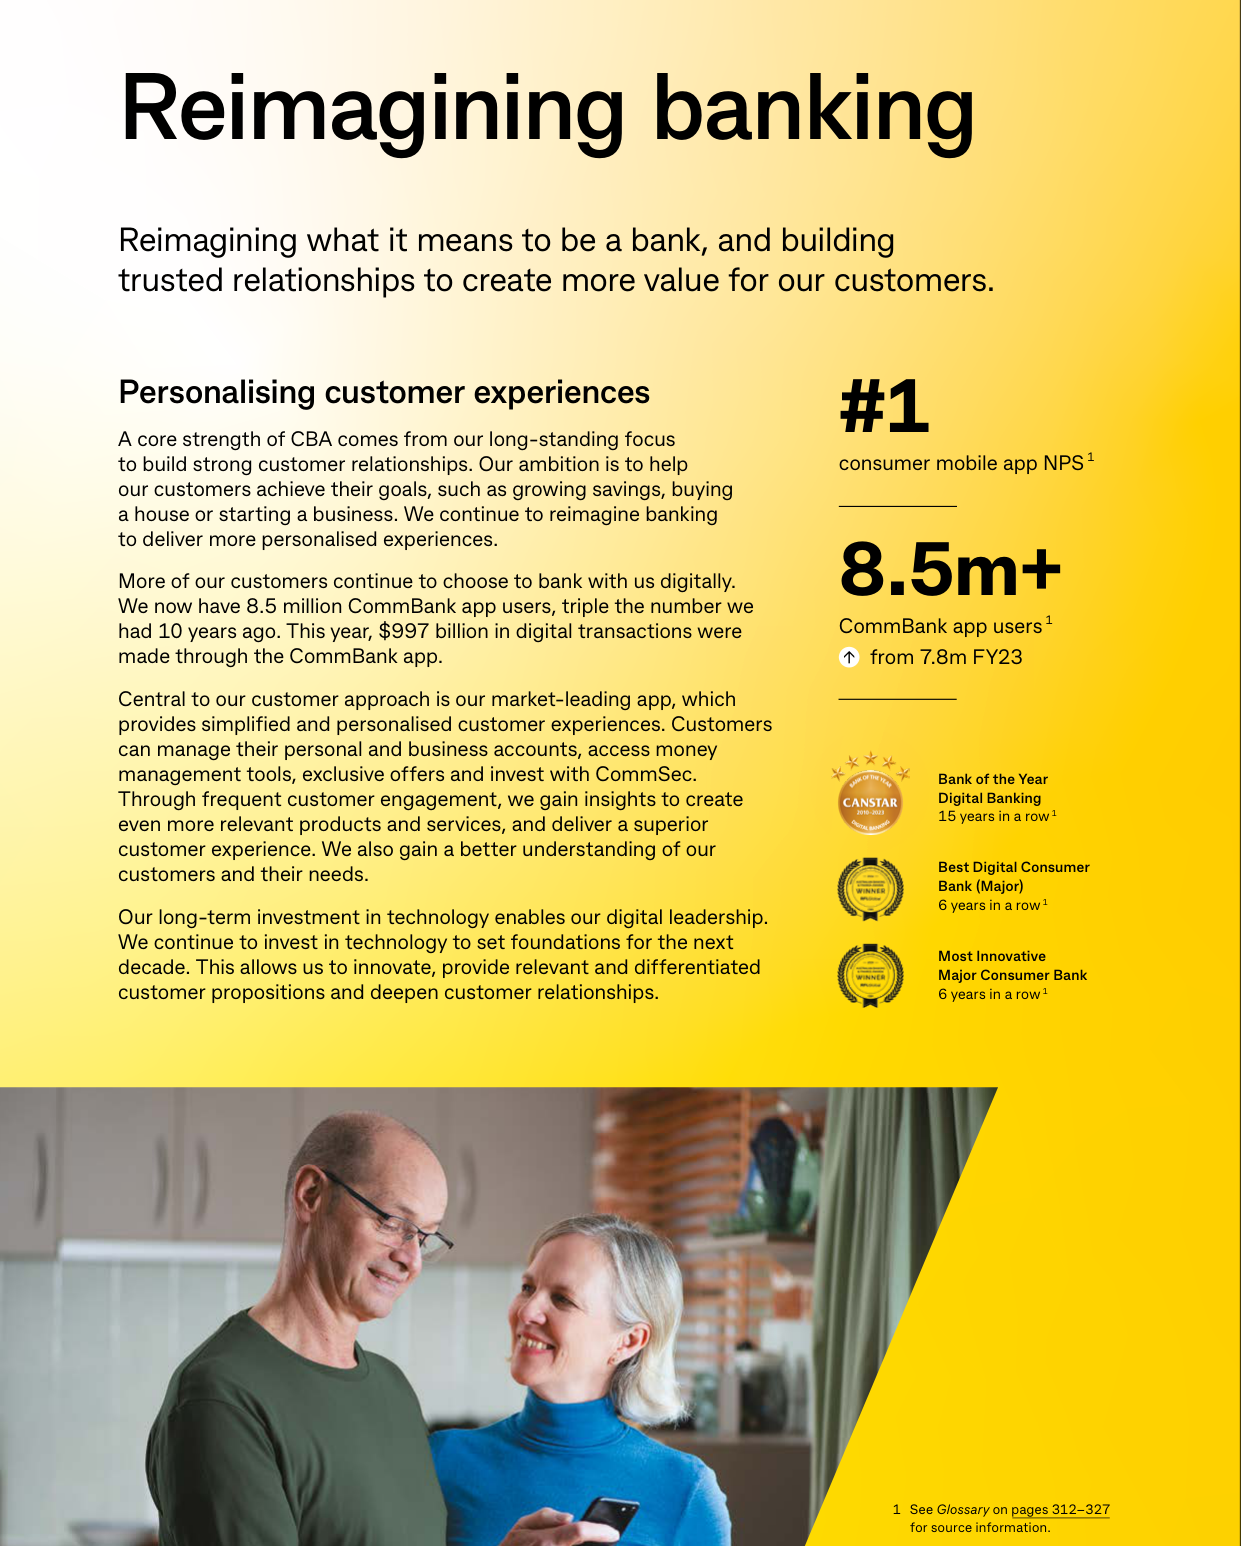 Reimagining banking
Reimagining what it means to be a bank, and building
trusted relationships to create more value for our customers.
Personalising customer experiences
A core strength of CBA comes from our long-standing focus
to build strong customer relationships. Our ambition is to help
our customers achieve their goals, such as growing savings, buying
a house or starting a business. We continue to reimagine banking
to deliver more personalised experiences.
More of our customers continue to choose to bank with us digitally.
We now have 8.5 million CommBank app users, triple the number we
had 10 years ago. This year, $997 billion in digital transactions were
made through the CommBank app.
Central to our customer approach is our market-leading app, which
provides simplified and personalised customer experiences. Customers
can manage their personal and business accounts, access money
management tools, exclusive offers and invest with CommSec.
Through frequent customer engagement, we gain insights to create
even more relevant products and services, and deliver a superior
customer experience. We also gain a better understanding of our
customers and their needs.
Our long-term investment in technology enables our digital leadership.
We continue to invest in technology to set foundations for the next
decade. This allows us to innovate, provide relevant and differentiated
customer propositions and deepen customer relationships.
#1
consumer mobile app NPS 1
8.5m+
CommBank app users 1
from 7.8m FY23
BANK OF THE YEAR
CANSTAR
DIGITAL BANKING
Bank of the Year
Digital Banking
15 years in a row 1
WINNER
Best Digital Consumer
Bank (Major)
6 years in a row 1
WINNER
Most Innovative
Major Consumer Bank
6 years in a row 1
1 See Glossary on pages 312–327
for source information.